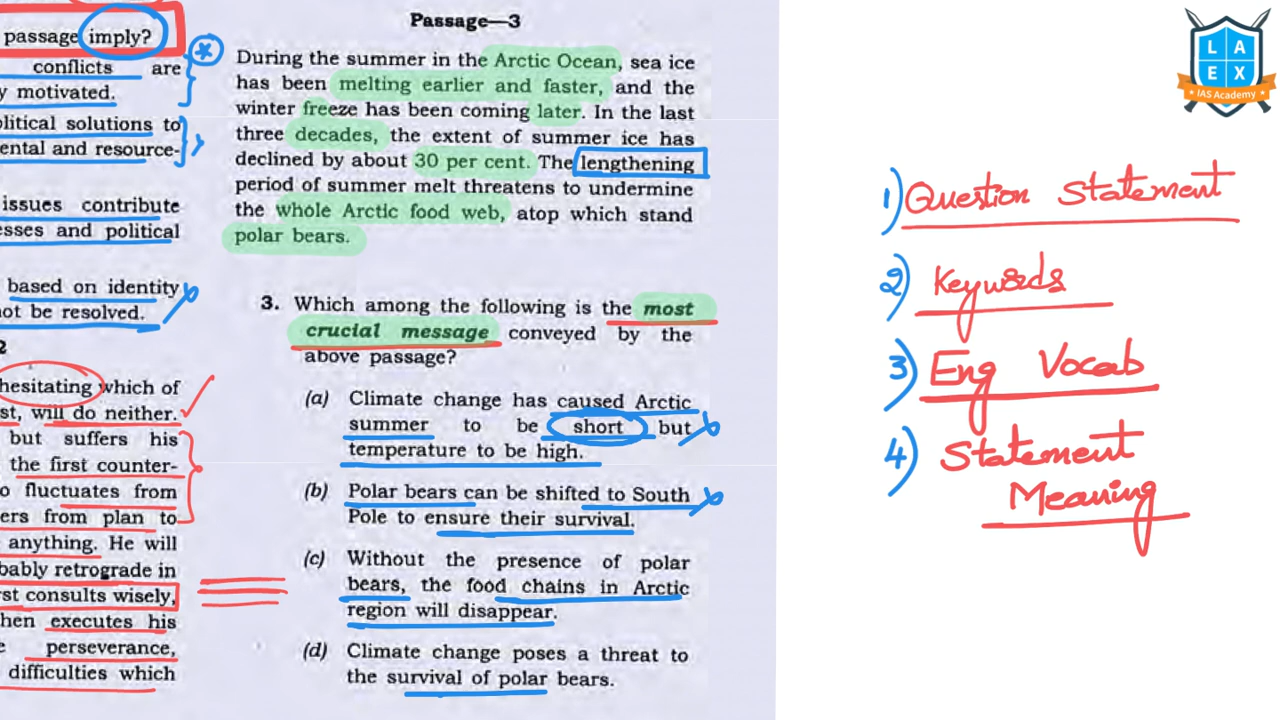 passage imply?
conflicts are
y motivated.
olitical solutions to
ental and resource-
issues contribute
esses and political
based on identity
not be resolved.
2
hesitating which of
st, will do neither.
but suffers his
the first counter-
o fluctuates from
ers from plan to
anything. He will
bably retrograde in
rst consults wisely,
hen executes his
e perseverance,
difficulties which
Passage—3
During the summer in the Arctic Ocean, sea ice
has been melting earlier and faster, and the
winter freeze has been coming later. In the last
three decades, the extent of summer ice has
declined by about 30 per cent. The lengthening
period of summer melt threatens to undermine
the whole Arctic food web, atop which stand
polar bears.
3. Which among the following is the most
crucial message conveyed by the
above passage?
(a) Climate change has caused Arctic
summer to be short but
temperature to be high.
(b) Polar bears can be shifted to South
Pole to ensure their survival.
(c) Without the presence of polar
bears, the food chains in Arctic
region will disappear.
(d) Climate change poses a threat to
the survival of polar bears.
L A
E X
IAS Academy
1) Question Statement
2) Keywords
3) Eng Vocab
4) Statement
Meaning